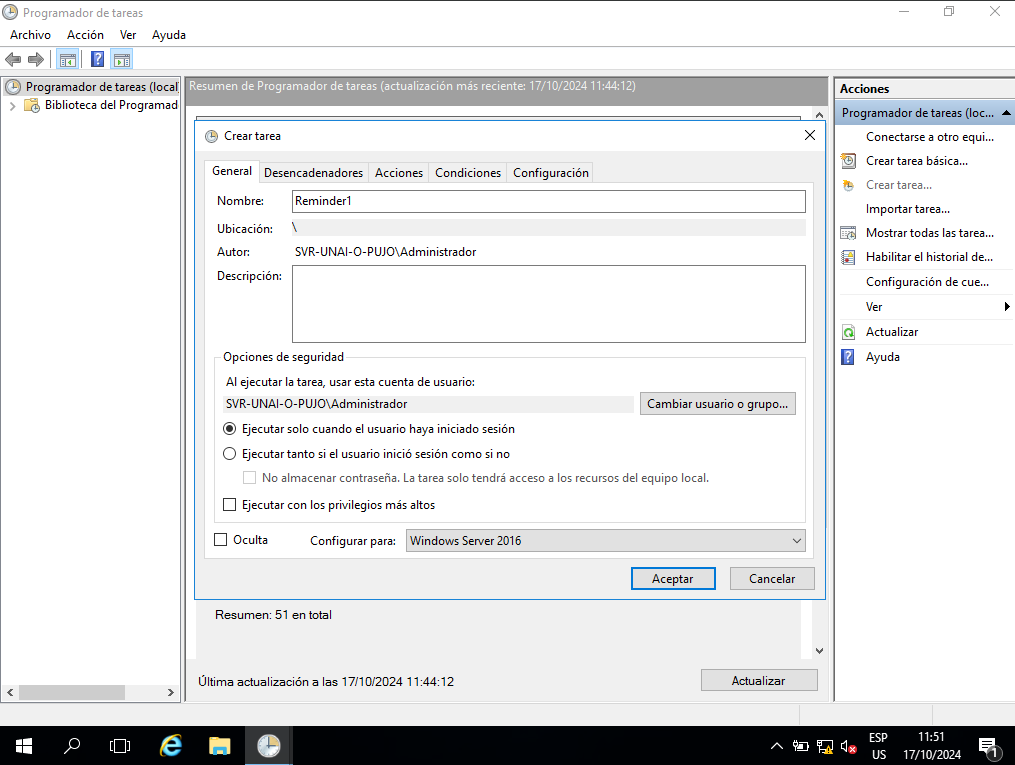 Programador de tareas
Archivo Acción Ver Ayuda
Programador de tareas (local
Biblioteca del Programad
Resumen de Programador de tareas (actualización más reciente: 17/10/2024 11:44:12)
Crear tarea
General Desencadenadores Acciones Condiciones Configuración
Nombre: Reminder1
Ubicación: \
Autor: SVR-UNAI-O-PUJO\Administrador
Descripción:
Opciones de seguridad
Al ejecutar la tarea, usar esta cuenta de usuario:
SVR-UNAI-O-PUJO\Administrador Cambiar usuario o grupo...
Ejecutar solo cuando el usuario haya iniciado sesión
Ejecutar tanto si el usuario inició sesión como si no
No almacenar contraseña. La tarea solo tendrá acceso a los recursos del equipo local.
Ejecutar con los privilegios más altos
Oculta Configurar para: Windows Server 2016
Aceptar Cancelar
Resumen: 51 en total
Última actualización a las 17/10/2024 11:44:12 Actualizar
Acciones
Programador de tareas (loc...
Conectarse a otro equi...
Crear tarea básica...
Crear tarea...
Importar tarea...
Mostrar todas las tarea...
Habilitar el historial de...
Configuración de cue...
Ver
Actualizar
Ayuda
ESP
US
11:51
17/10/2024
1